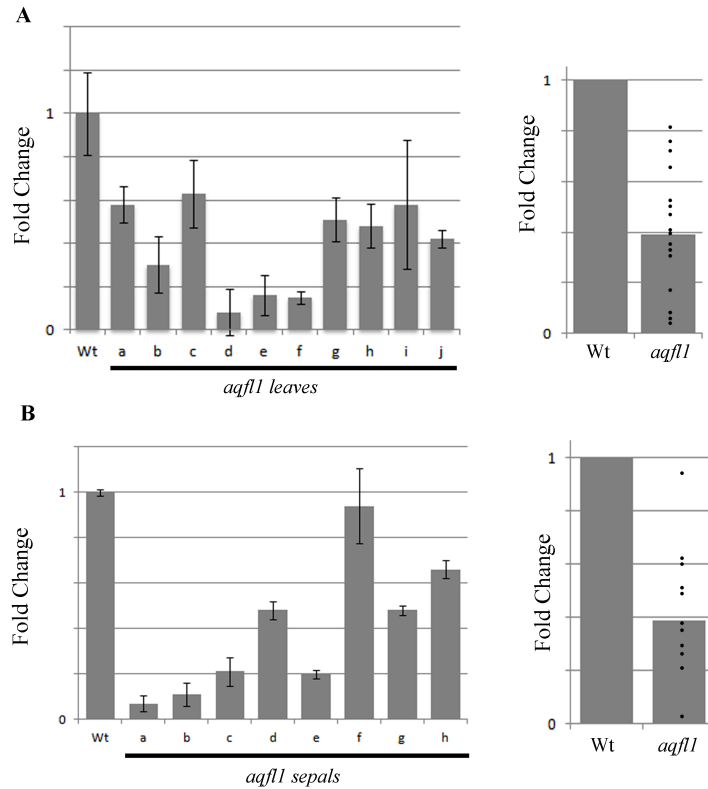 A
Fold Change
1
0
Wt a b c d e f g h i j
aqfl1 leaves
Fold Change
1
0
Wt aqfl1
B
Fold Change
1
0
Wt a b c d e f g h
aqfl1 sepals
Fold Change
1
0
Wt aqfl1